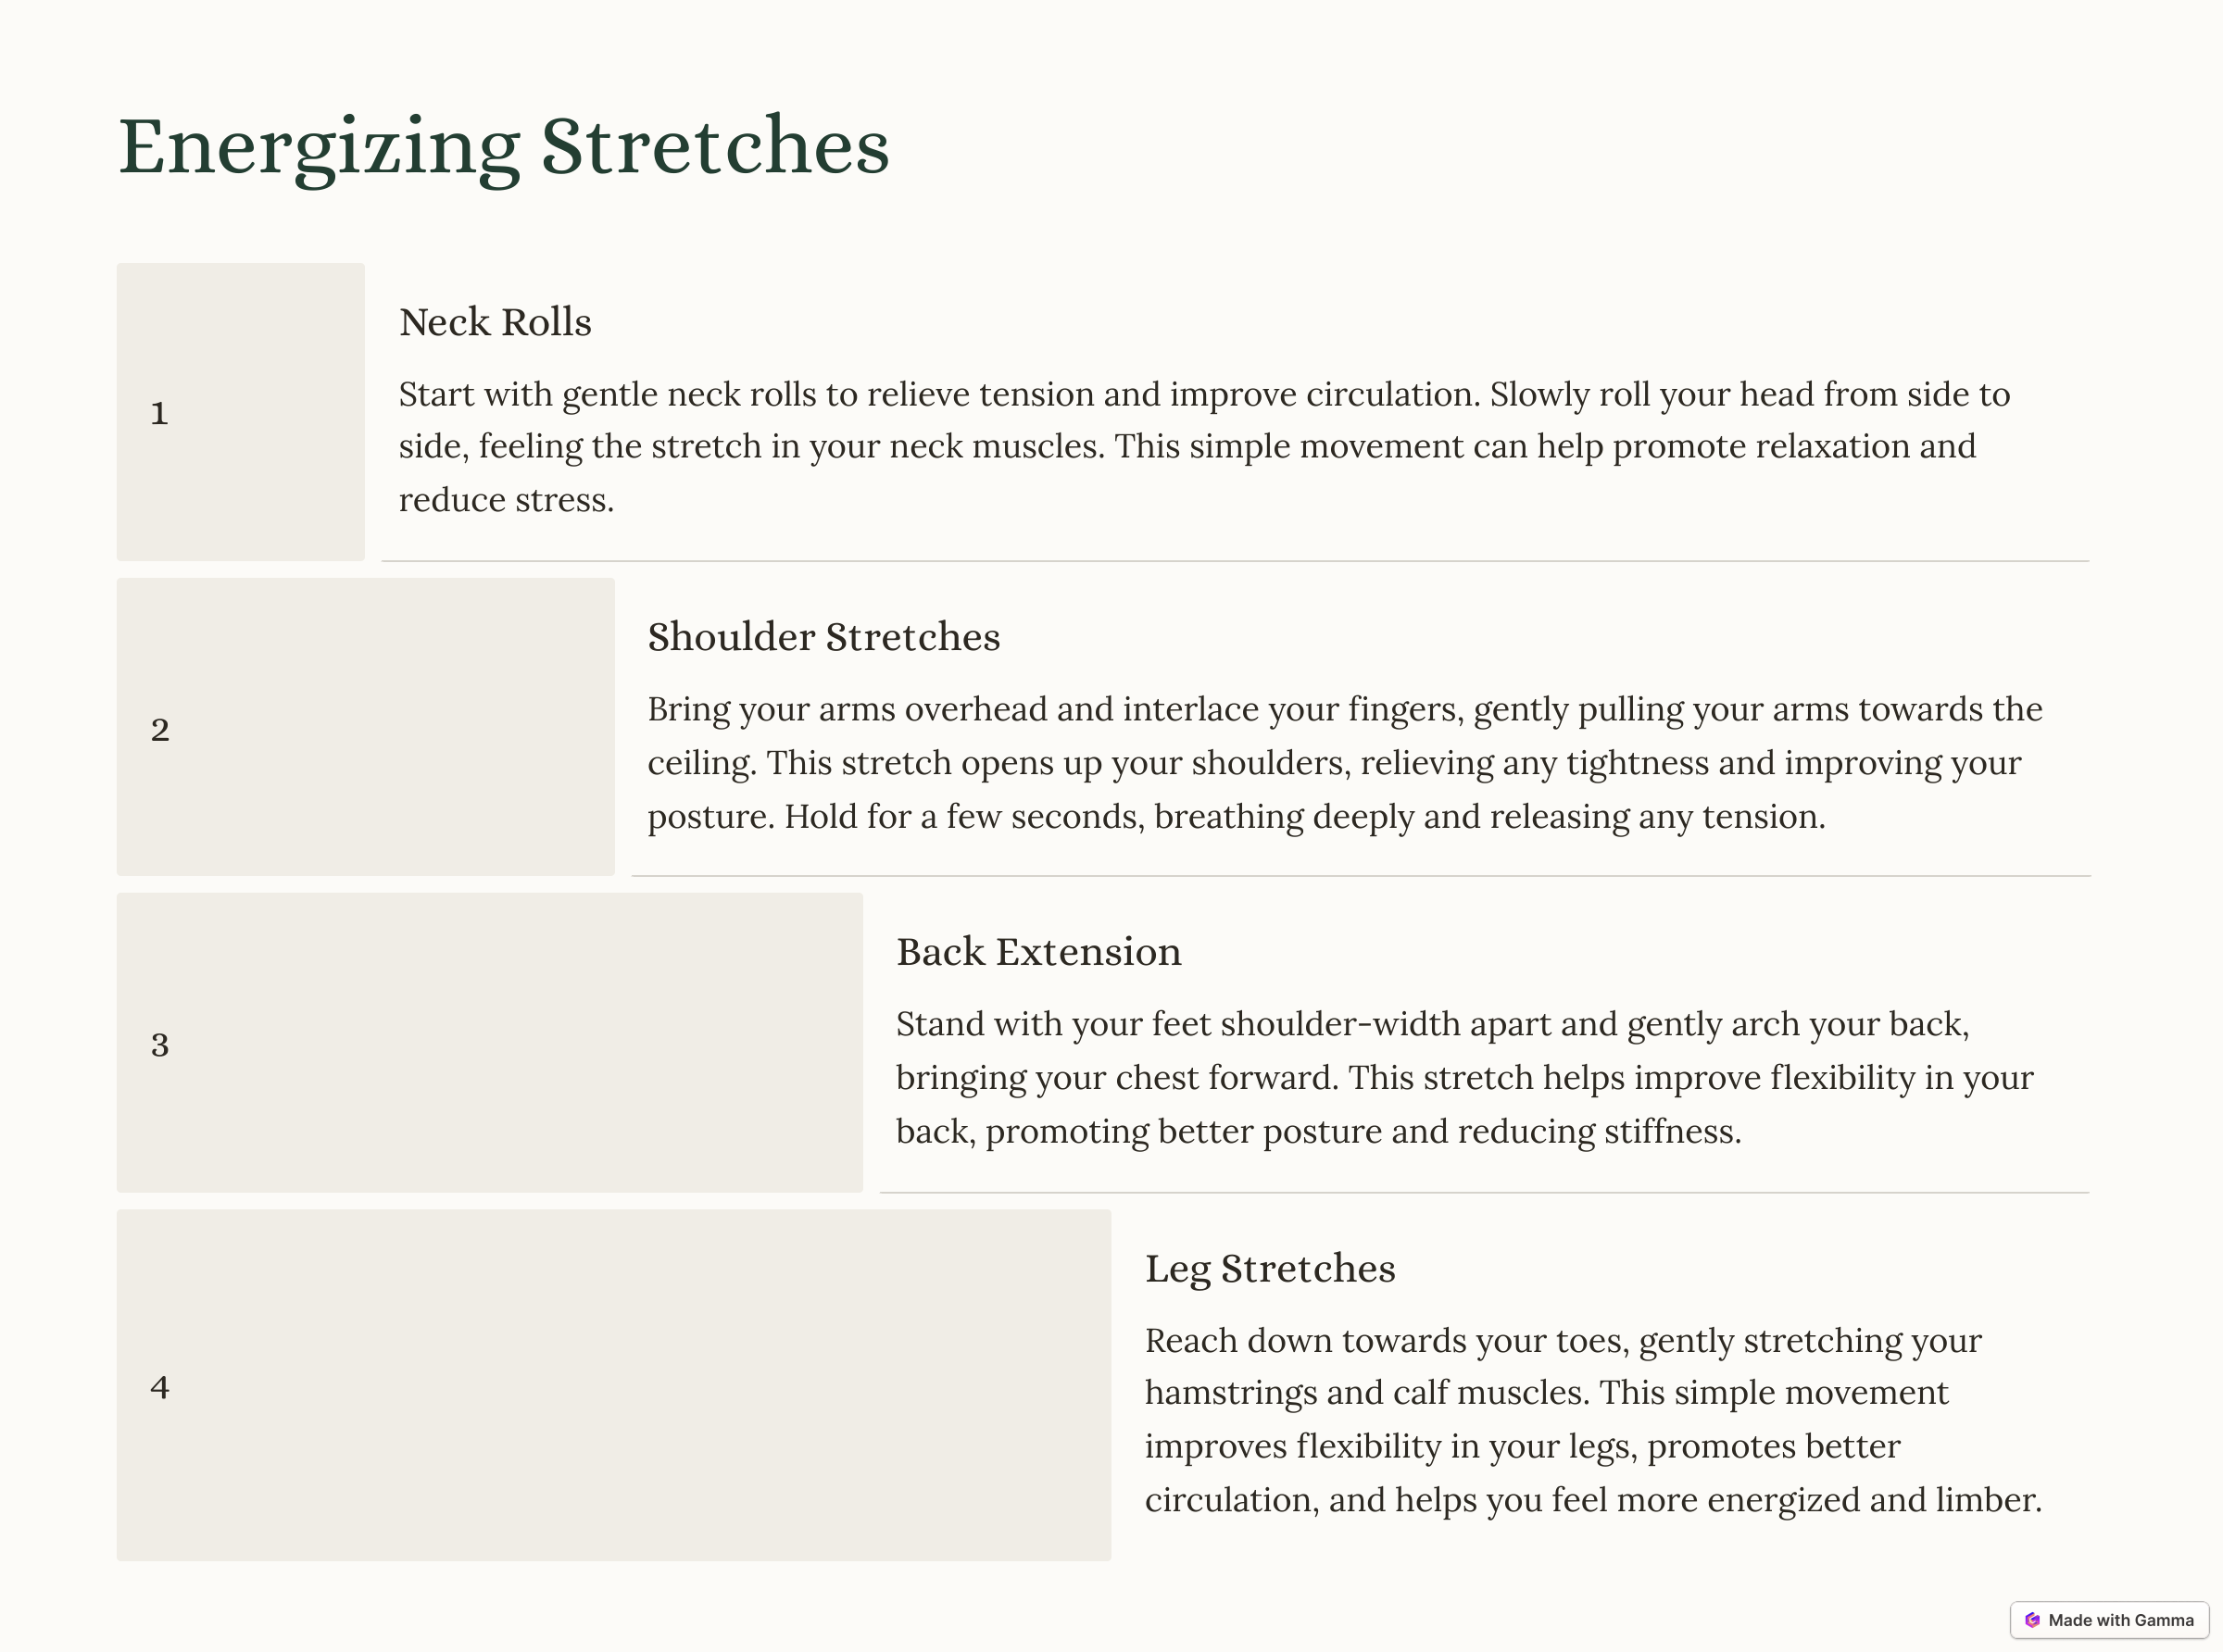 Energizing Stretches
1
Neck Rolls
Start with gentle neck rolls to relieve tension and improve circulation. Slowly roll your head from side to
side, feeling the stretch in your neck muscles. This simple movement can help promote relaxation and
reduce stress.
2
Shoulder Stretches
Bring your arms overhead and interlace your fingers, gently pulling your arms towards the
ceiling. This stretch opens up your shoulders, relieving any tightness and improving your
posture. Hold for a few seconds, breathing deeply and releasing any tension.
3
Back Extension
Stand with your feet shoulder-width apart and gently arch your back,
bringing your chest forward. This stretch helps improve flexibility in your
back, promoting better posture and reducing stiffness.
4
Leg Stretches
Reach down towards your toes, gently stretching your
hamstrings and calf muscles. This simple movement
improves flexibility in your legs, promotes better
circulation, and helps you feel more energized and limber.
Made with Gamma